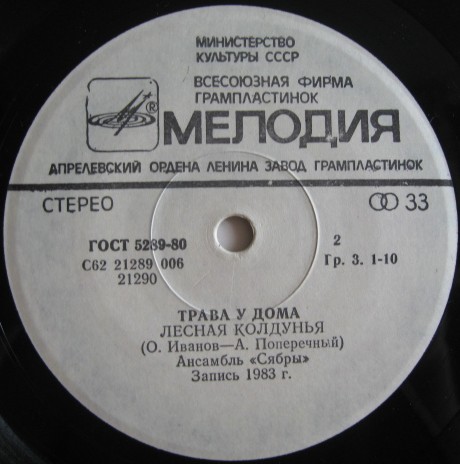 МИНИСТЕРСТВО
КУЛЬТУРЫ СССР
ВСЕСОЮЗНАЯ ФИРМА
ГРАМПЛАСТИНОК
® МЕЛОДИЯ
АПРЕЛЕВСКИЙ ОРДЕНА ЛЕНИНА ЗАВОД ГРАМПЛАСТИНОК
СТЕРЕО 33
ГОСТ 5289-80 2
С62 21289 006 Гр. 3. 1-10
21290
ТРАВА У ДОМА
ЛЕСНАЯ КОЛДУНЬЯ
(О. Иванов—А. Поперечный)
Ансамбль «Сябры»
Запись 1983 г.